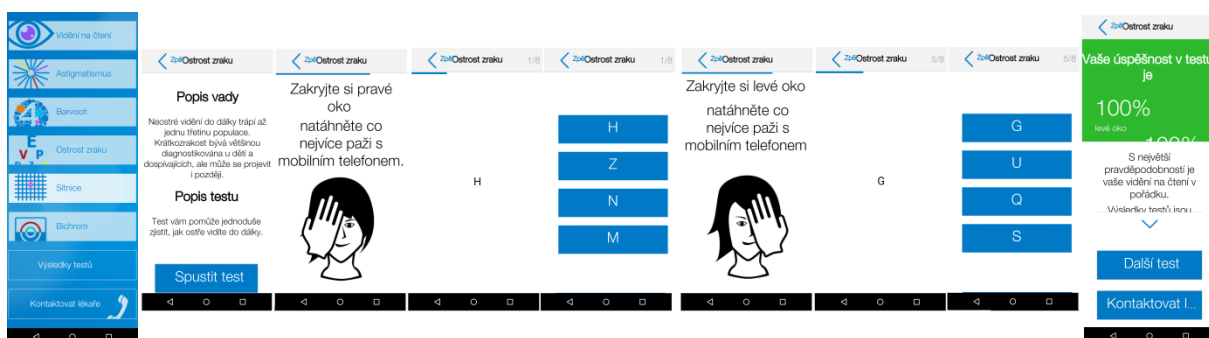 Vidění na čtení
Astigmatismus
Barvocit
E
V P
Ostrost zraku
Sítnice
Bichrom
Výsledky testů
Kontaktovat lékaře
Zpět Ostrost zraku
Popis vady
Neostré vidění do dálky trápí až
jednu třetinu populace.
Krátkozrakost bývá většinou
diagnostikována u dětí a
dospívajících, ale může se projevit
i později.
Popis testu
Test vám pomůže jednoduše
zjistit, jak ostře vidíte do dálky.
Spustit test
Zpět Ostrost zraku
Zakryjte si pravé
oko
natáhněte co
nejvíce paži s
mobilním telefonem.
Zpět Ostrost zraku 1/8
H
Zpět Ostrost zraku 1/8
H
Z
N
M
Zpět Ostrost zraku
Zakryjte si levé oko
natáhněte co
nejvíce paži s
mobilním telefonem
Zpět Ostrost zraku 5/8
G
Zpět Ostrost zraku 5/8
G
U
Q
S
Zpět Ostrost zraku
Vaše úspěšnost v testu
je
100%
levé oko
100%
S největší
pravděpodobností je
vaše vidění na čtení v
pořádku.
Výsledky testů jsou
Další test
Kontaktovat l...